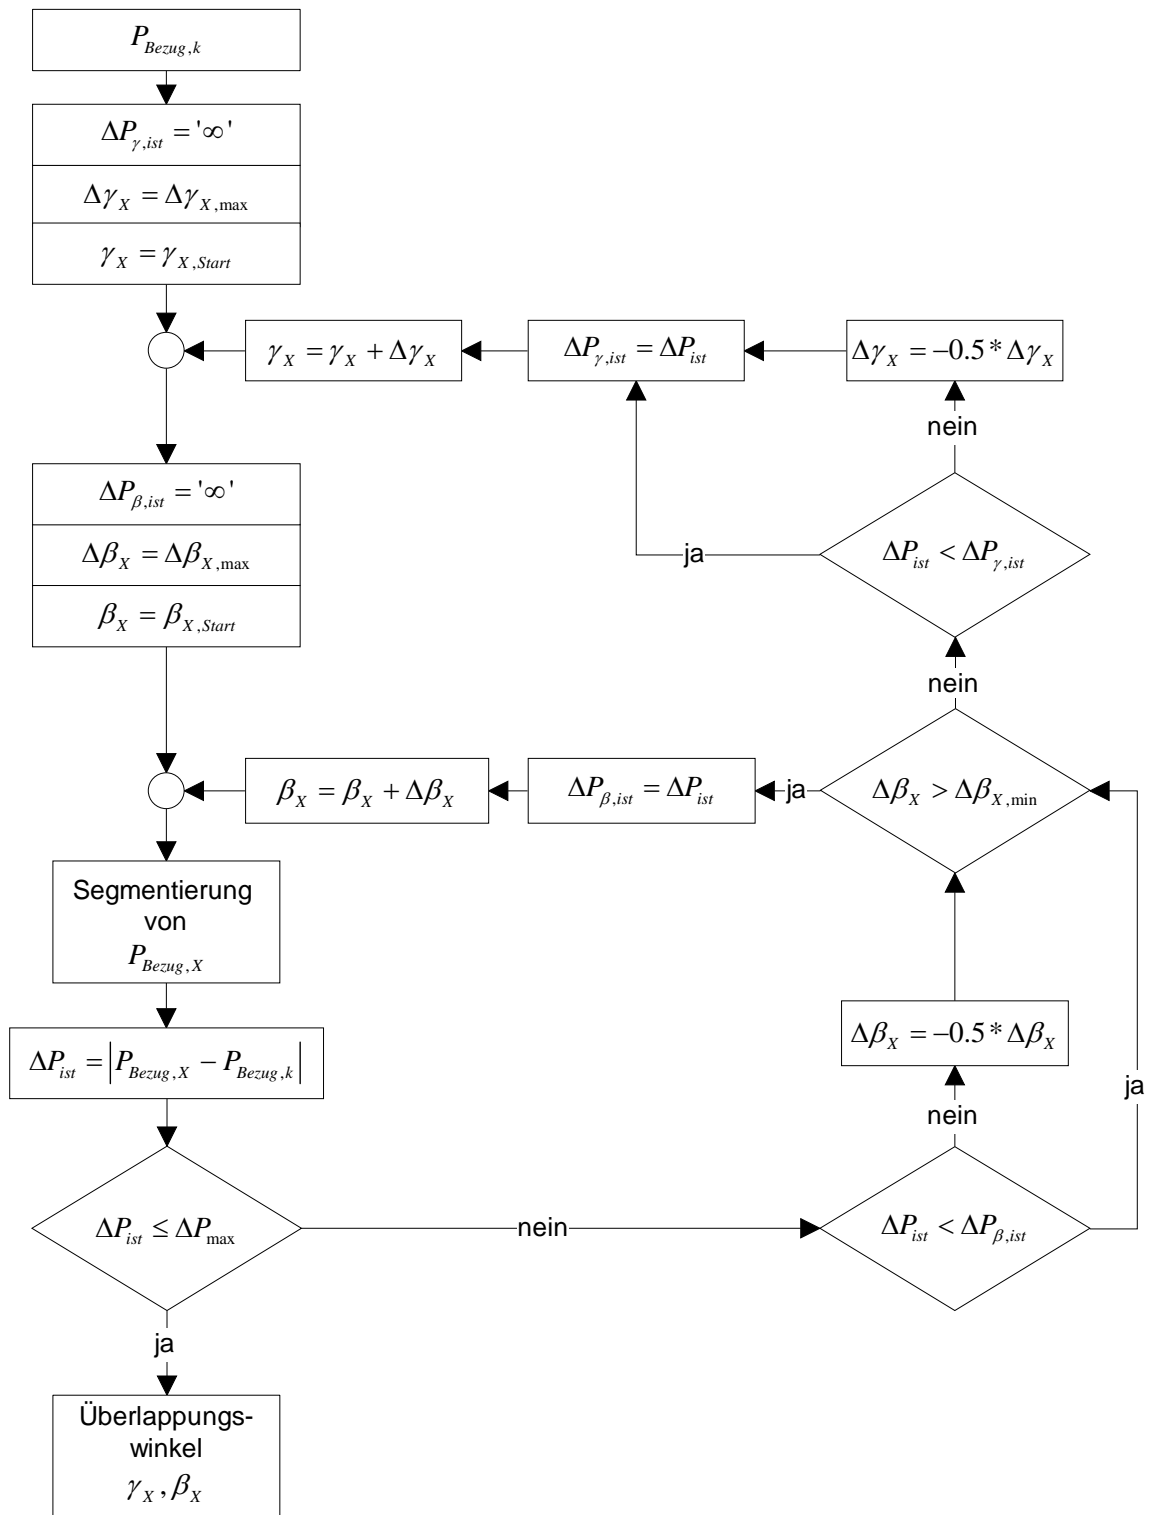 P_{Bezug,k}
ΔP_{γ,ist} = '∞'
Δγ_X = Δγ_{X,max}
γ_X = γ_{X,Start}
γ_X = γ_X + Δγ_X
ΔP_{γ,ist} = ΔP_{ist}
Δγ_X = −0.5 * Δγ_X
nein
ΔP_{β,ist} = '∞'
Δβ_X = Δβ_{X,max}
β_X = β_{X,Start}
ja
ΔP_{ist} < ΔP_{γ,ist}
nein
β_X = β_X + Δβ_X
ΔP_{β,ist} = ΔP_{ist}
ja
Δβ_X > Δβ_{X,min}
Segmentierung
von
P_{Bezug,X}
ΔP_{ist} = |P_{Bezug,X} − P_{Bezug,k}|
Δβ_X = −0.5 * Δβ_X
ja
nein
ΔP_{ist} ≤ ΔP_{max}
nein
ΔP_{ist} < ΔP_{β,ist}
ja
Überlappungs-
winkel
γ_X, β_X